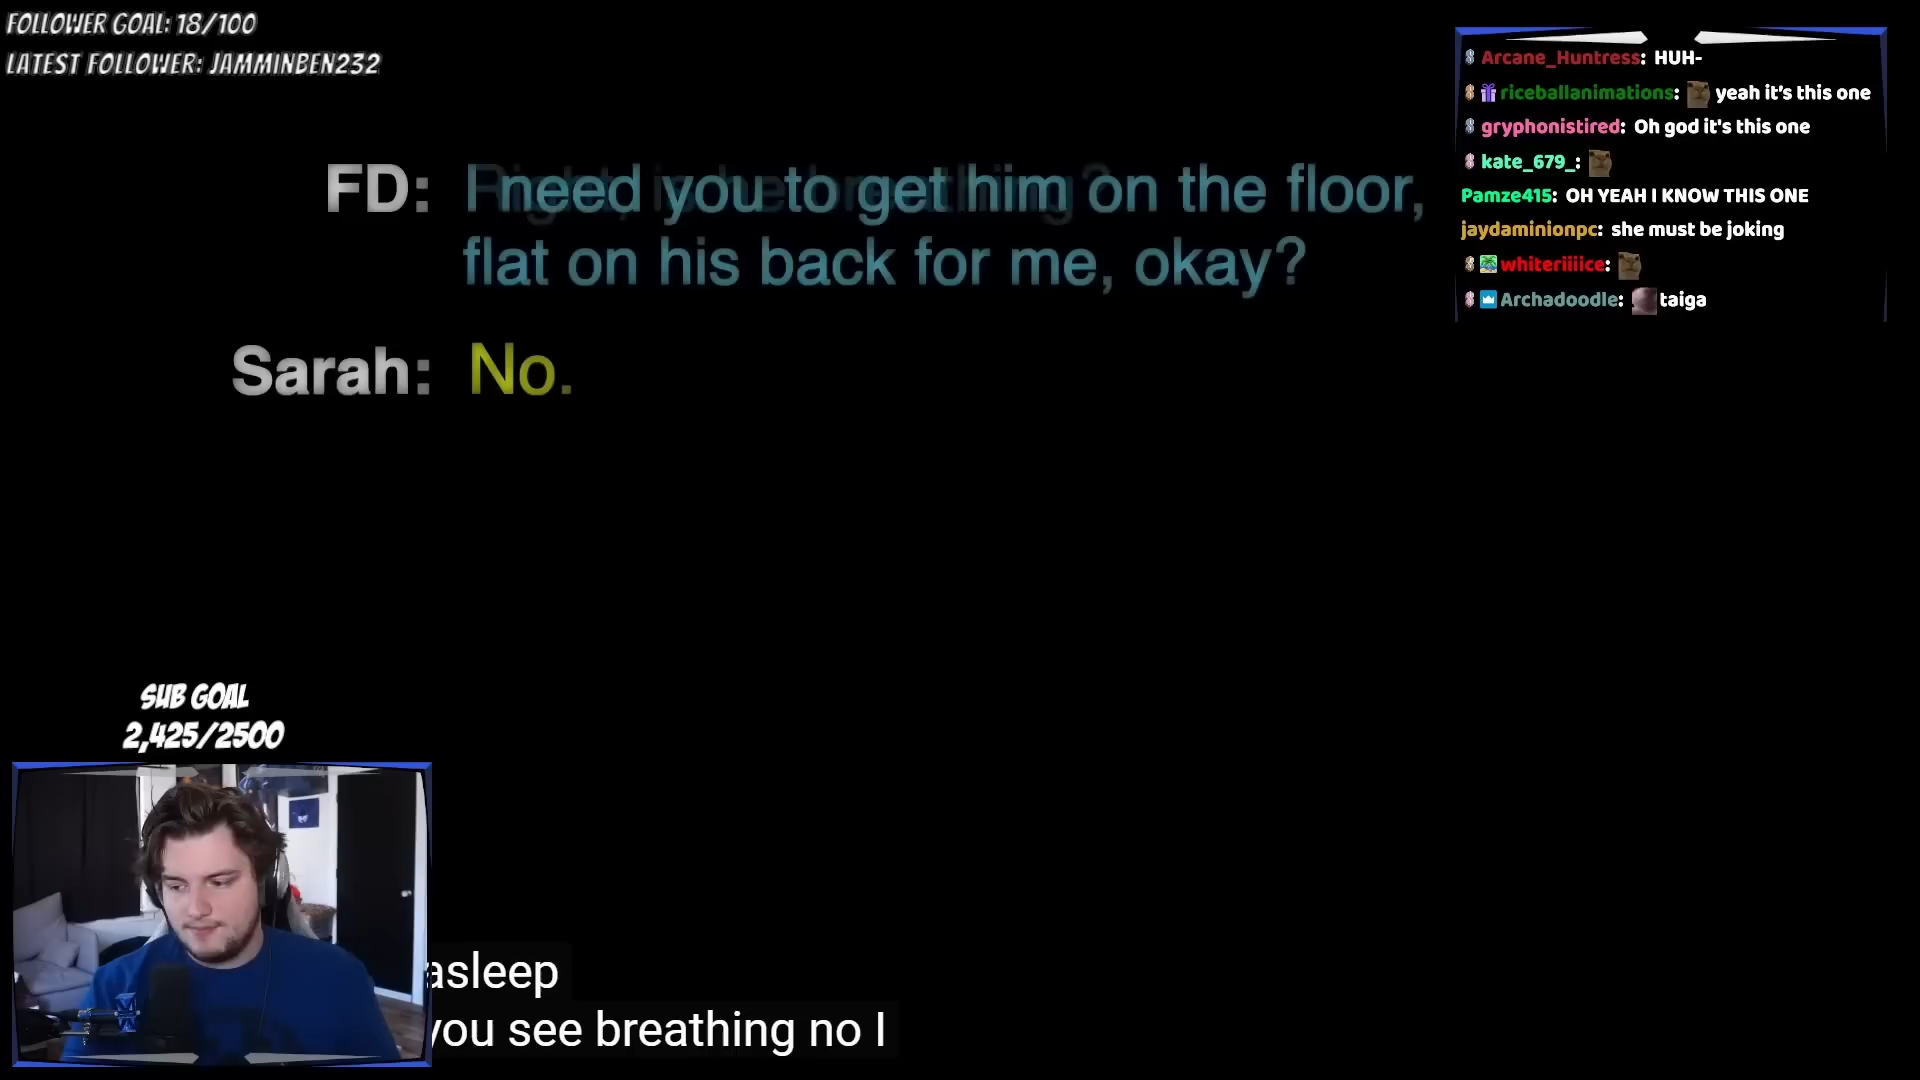 FOLLOWER GOAL: 18/100
LATEST FOLLOWER: JAMMINBEN232
Arcane_Huntress: HUH-
riceballanimations: yeah it's this one
gryphonistired: Oh god it's this one
kate_679_:
Pamze415: OH YEAH I KNOW THIS ONE
jaydaminionpc: she must be joking
whiteriiiice:
Archadoodle: taiga
FD: I need you to get him on the floor,
flat on his back for me, okay?
Sarah: No.
SUB GOAL
2,425/2500
asleep
you see breathing no I